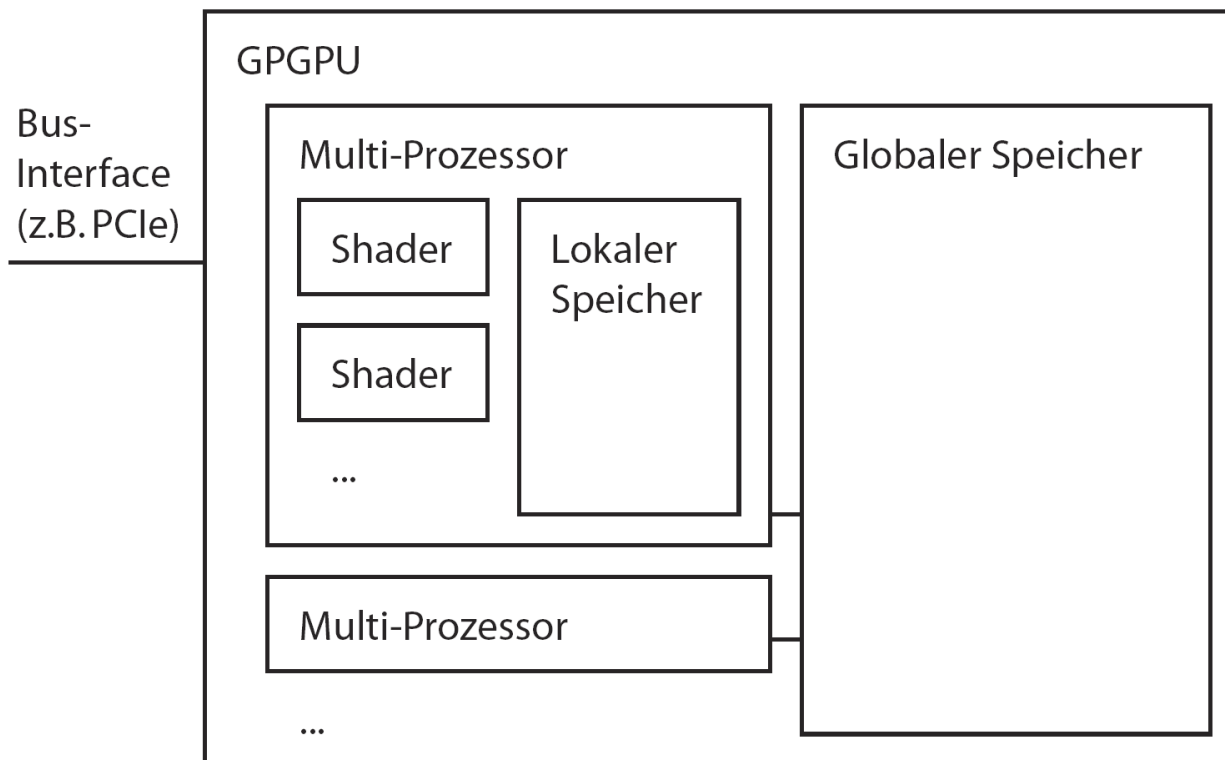 GPGPU
Bus-
Interface
(z.B. PCIe)
Multi-Prozessor
Shader
Shader
...
Lokaler
Speicher
Globaler Speicher
Multi-Prozessor
...